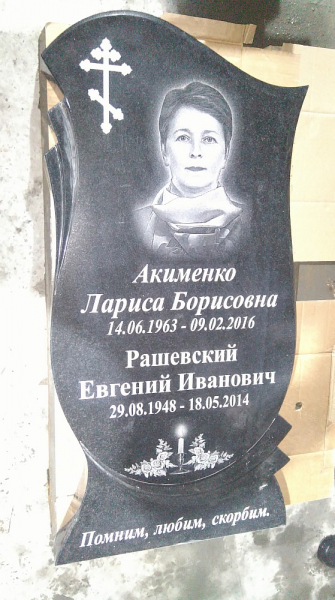 Акименко
Лариса Борисовна
14.06.1963 - 09.02.2016
Рашевский
Евгений Иванович
29.08.1948 - 18.05.2014
Помним, любим, скорбим.